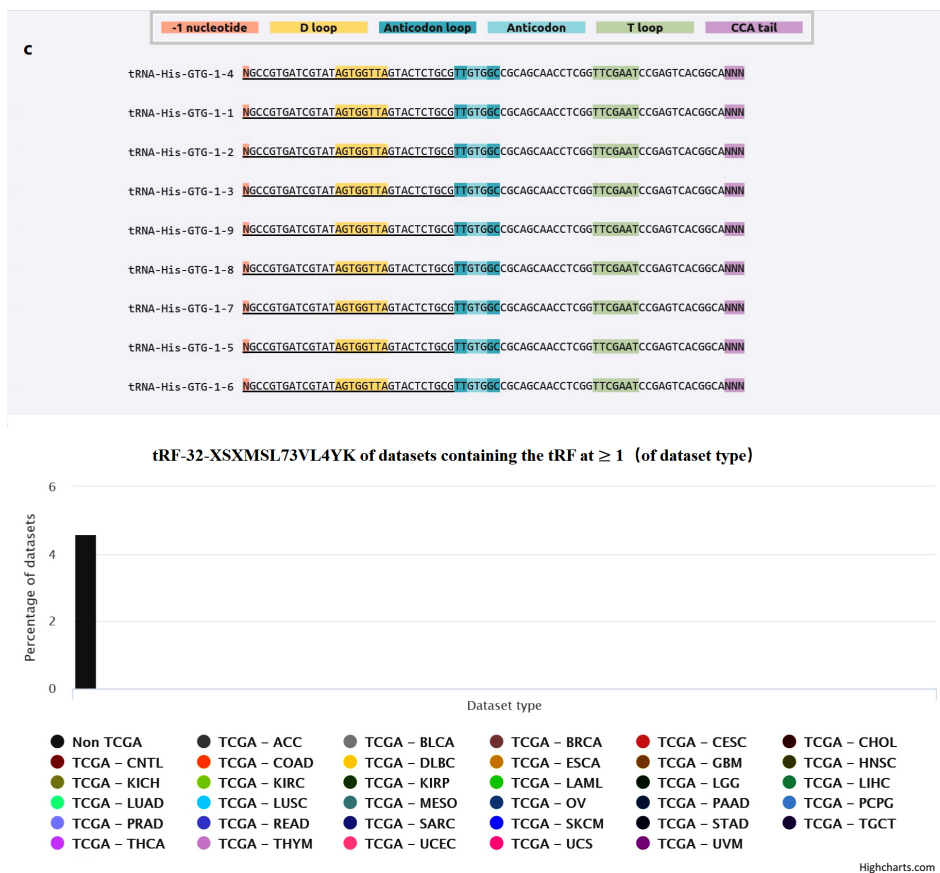 -1 nucleotide D loop Anticodon loop Anticodon T loop CCA tail
c
tRNA-His-GTG-1-4 NGCCGTGATCGTATAGTGGTTAGTACTCTGCGTTGTGGCCGCAGCAACCTCGGTTCGAATCCGAGTCACGGCANNN
tRNA-His-GTG-1-1 NGCCGTGATCGTATAGTGGTTAGTACTCTGCGTTGTGGCCGCAGCAACCTCGGTTCGAATCCGAGTCACGGCANNN
tRNA-His-GTG-1-2 NGCCGTGATCGTATAGTGGTTAGTACTCTGCGTTGTGGCCGCAGCAACCTCGGTTCGAATCCGAGTCACGGCANNN
tRNA-His-GTG-1-3 NGCCGTGATCGTATAGTGGTTAGTACTCTGCGTTGTGGCCGCAGCAACCTCGGTTCGAATCCGAGTCACGGCANNN
tRNA-His-GTG-1-9 NGCCGTGATCGTATAGTGGTTAGTACTCTGCGTTGTGGCCGCAGCAACCTCGGTTCGAATCCGAGTCACGGCANNN
tRNA-His-GTG-1-8 NGCCGTGATCGTATAGTGGTTAGTACTCTGCGTTGTGGCCGCAGCAACCTCGGTTCGAATCCGAGTCACGGCANNN
tRNA-His-GTG-1-7 NGCCGTGATCGTATAGTGGTTAGTACTCTGCGTTGTGGCCGCAGCAACCTCGGTTCGAATCCGAGTCACGGCANNN
tRNA-His-GTG-1-5 NGCCGTGATCGTATAGTGGTTAGTACTCTGCGTTGTGGCCGCAGCAACCTCGGTTCGAATCCGAGTCACGGCANNN
tRNA-His-GTG-1-6 NGCCGTGATCGTATAGTGGTTAGTACTCTGCGTTGTGGCCGCAGCAACCTCGGTTCGAATCCGAGTCACGGCANNN
tRF-32-XSXMSL73VL4YK of datasets containing the tRF at ≥ 1 (of dataset type)
Percentage of datasets
6
4
2
0
Dataset type
Non TCGA TCGA – ACC TCGA – BLCA TCGA – BRCA TCGA – CESC TCGA – CHOL
TCGA – CNTL TCGA – COAD TCGA – DLBC TCGA – ESCA TCGA – GBM TCGA – HNSC
TCGA – KICH TCGA – KIRC TCGA – KIRP TCGA – LAML TCGA – LGG TCGA – LIHC
TCGA – LUAD TCGA – LUSC TCGA – MESO TCGA – OV TCGA – PAAD TCGA – PCPG
TCGA – PRAD TCGA – READ TCGA – SARC TCGA – SKCM TCGA – STAD TCGA – TGCT
TCGA – THCA TCGA – THYM TCGA – UCEC TCGA – UCS TCGA – UVM
Highcharts.com